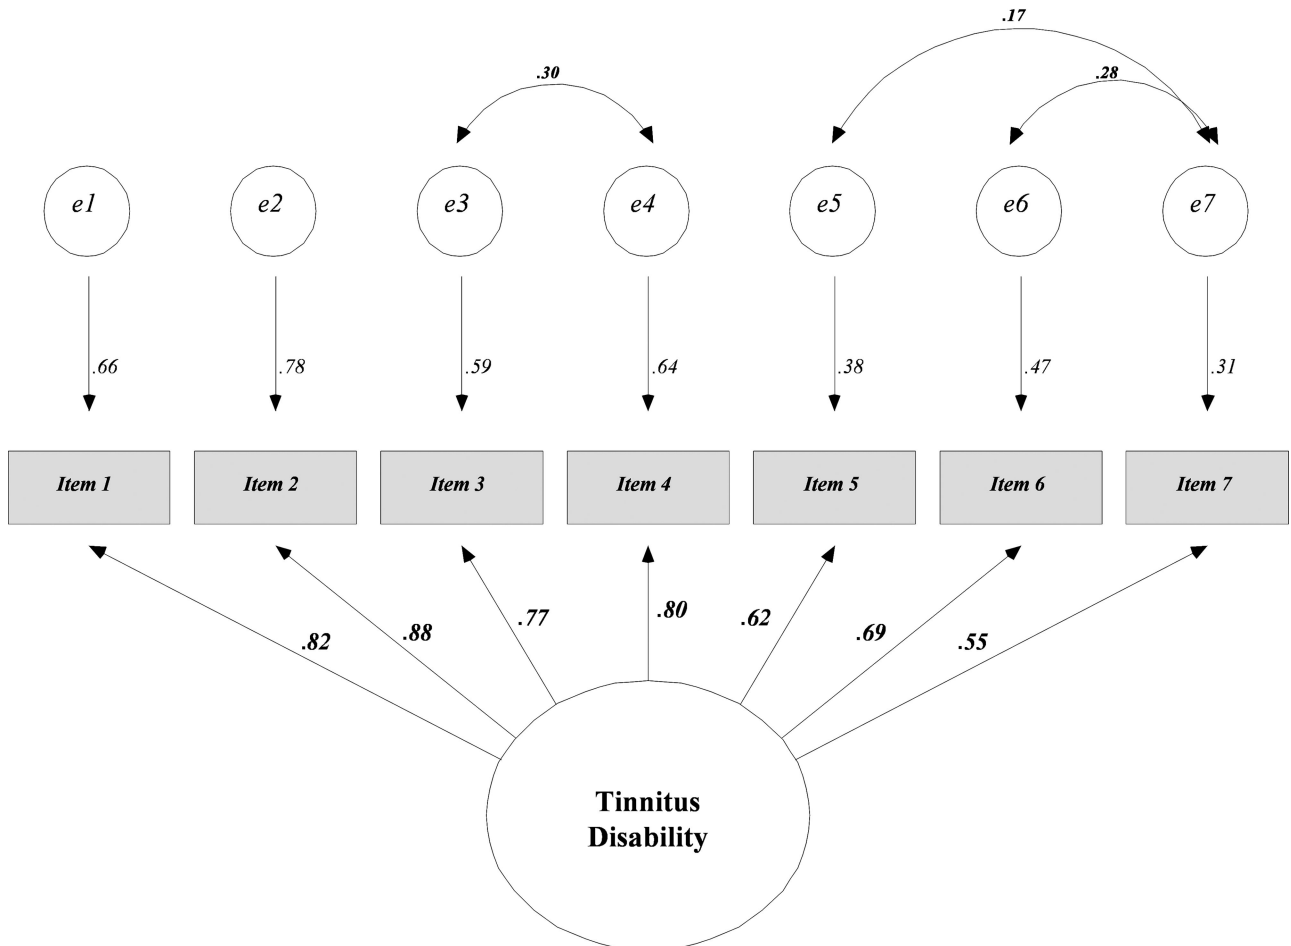 .17
.30
.28
e1
e2
e3
e4
e5
e6
e7
.66
.78
.59
.64
.38
.47
.31
Item 1
Item 2
Item 3
Item 4
Item 5
Item 6
Item 7
.82
.88
.77
.80
.62
.69
.55
Tinnitus
Disability